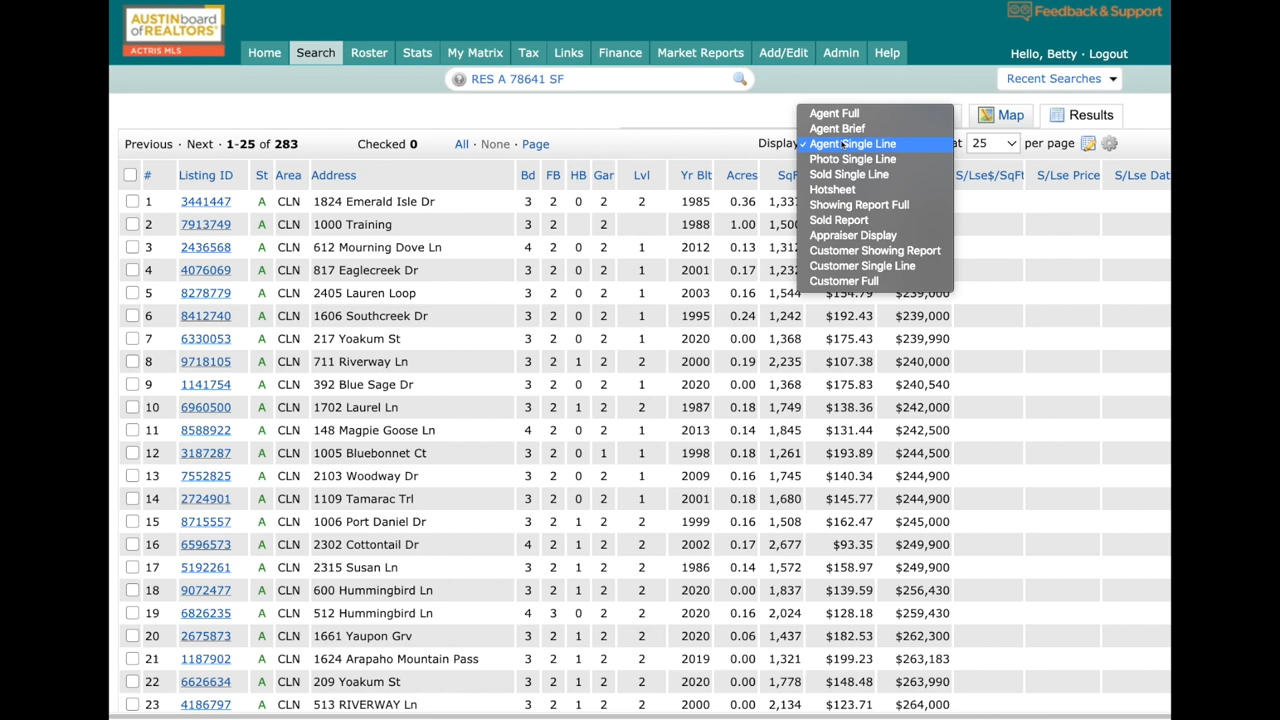 AUSTINboard
of REALTORS®
ACTRIS MLS
Feedback & Support
Home Search Roster Stats My Matrix Tax Links Finance Market Reports Add/Edit Admin Help
Hello, Betty · Logout
RES A 78641 SF
Recent Searches
Map Results
Previous · Next · 1-25 of 283 Checked 0 All · None · Page Display at 25 per page
Agent Full
Agent Brief
✓ Agent Single Line
Photo Single Line
Sold Single Line
Hotsheet
Showing Report Full
Sold Report
Appraiser Display
Customer Showing Report
Customer Single Line
Customer Full
# Listing ID St Area Address Bd FB HB Gar Lvl Yr Blt Acres SqF S/Lse$/SqFt S/Lse Price S/Lse Dat
1 3441447 A CLN 1824 Emerald Isle Dr 3 2 0 2 2 1985 0.36 1,337
2 7913749 A CLN 1000 Training 3 2 2 1988 1.00 1,500
3 2436568 A CLN 612 Mourning Dove Ln 4 2 0 2 1 2012 0.13 1,312
4 4076069 A CLN 817 Eaglecreek Dr 3 2 0 2 1 2001 0.17 1,232
5 8278779 A CLN 2405 Lauren Loop 3 2 0 2 1 2003 0.16 1,544 $154.79 $239,000
6 8412740 A CLN 1606 Southcreek Dr 3 2 0 2 1 1995 0.24 1,242 $192.43 $239,000
7 6330053 A CLN 217 Yoakum St 3 2 0 2 1 2020 0.00 1,368 $175.43 $239,990
8 9718105 A CLN 711 Riverway Ln 3 2 1 2 2 2000 0.19 2,235 $107.38 $240,000
9 1141754 A CLN 392 Blue Sage Dr 3 2 0 2 1 2020 0.00 1,368 $175.83 $240,540
10 6960500 A CLN 1702 Laurel Ln 3 2 1 2 2 1987 0.18 1,749 $138.36 $242,000
11 8588922 A CLN 148 Magpie Goose Ln 4 2 0 2 1 2013 0.14 1,845 $131.44 $242,500
12 3187287 A CLN 1005 Bluebonnet Ct 3 2 0 1 1 1998 0.18 1,261 $193.89 $244,500
13 7552825 A CLN 2103 Woodway Dr 3 2 0 2 1 2009 0.16 1,745 $140.34 $244,900
14 2724901 A CLN 1109 Tamarac Trl 3 2 0 2 1 2001 0.18 1,680 $145.77 $244,900
15 8715557 A CLN 1006 Port Daniel Dr 3 2 1 2 2 1999 0.16 1,508 $162.47 $245,000
16 6596573 A CLN 2302 Cottontail Dr 4 2 1 2 2 2002 0.17 2,677 $93.35 $249,900
17 5192261 A CLN 2315 Susan Ln 3 2 1 2 2 1986 0.14 1,572 $158.97 $249,900
18 9072477 A CLN 600 Hummingbird Ln 3 2 1 2 2 2020 0.00 1,837 $139.59 $256,430
19 6826235 A CLN 512 Hummingbird Ln 4 3 0 2 2 2020 0.16 2,024 $128.18 $259,430
20 2675873 A CLN 1661 Yaupon Grv 3 2 1 2 2 2020 0.06 1,437 $182.53 $262,300
21 1187902 A CLN 1624 Arapaho Mountain Pass 3 2 1 2 2 2019 0.00 1,321 $199.23 $263,183
22 6626634 A CLN 209 Yoakum St 3 2 1 2 2 2020 0.00 1,778 $148.48 $263,990
23 4186797 A CLN 513 RIVERWAY Ln 3 2 1 2 2 2000 0.00 2,134 $123.71 $264,000